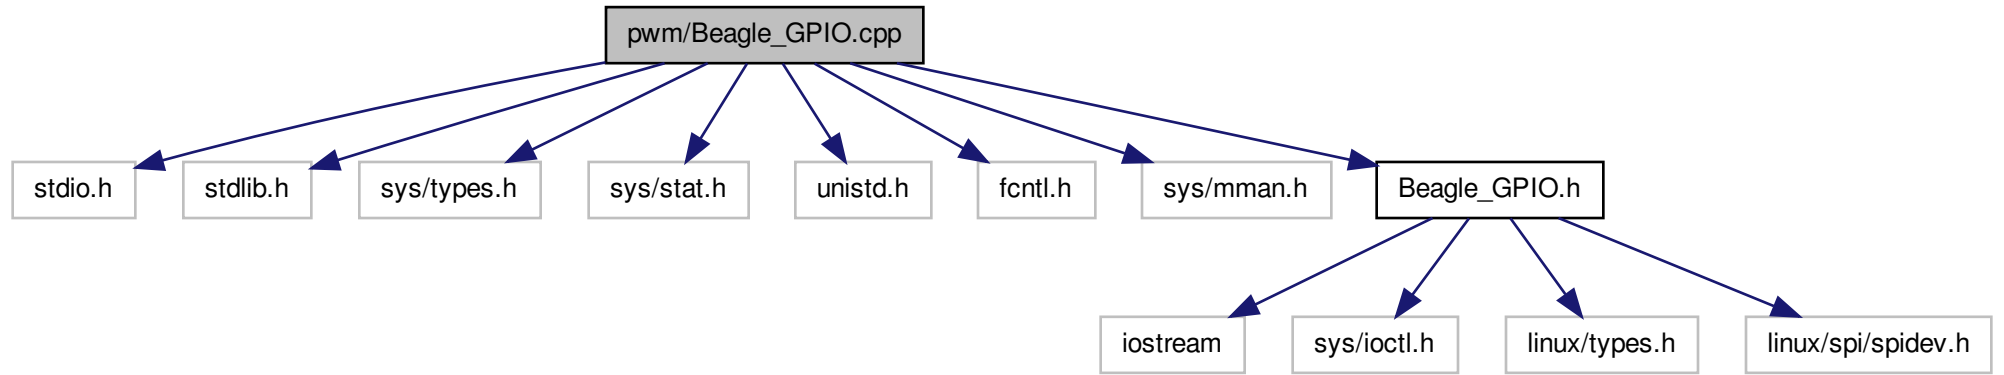 pwm/Beagle_GPIO.cpp
stdio.h
stdlib.h
sys/types.h
sys/stat.h
unistd.h
fcntl.h
sys/mman.h
Beagle_GPIO.h
iostream
sys/ioctl.h
linux/types.h
linux/spi/spidev.h